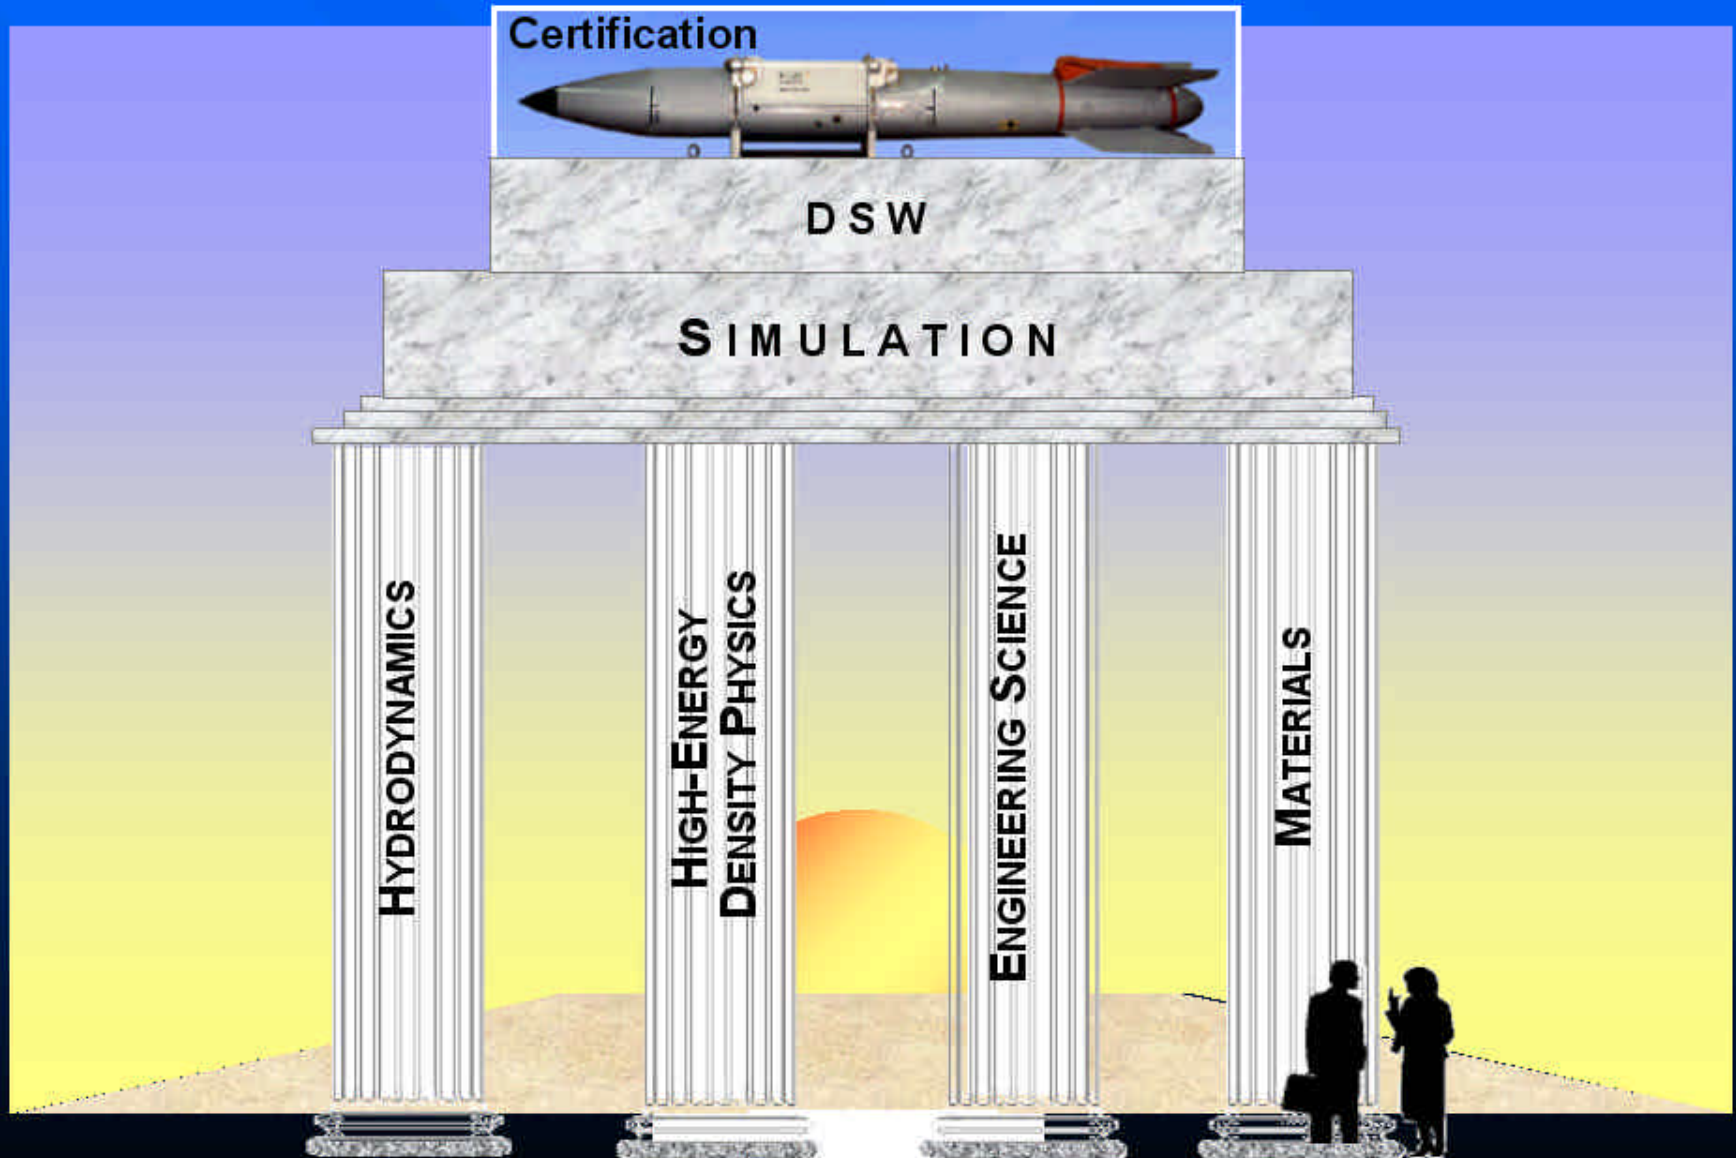 Certification
DSW
SIMULATION
HYDRODYNAMICS
HIGH-ENERGY
DENSITY PHYSICS
ENGINEERING SCIENCE
MATERIALS